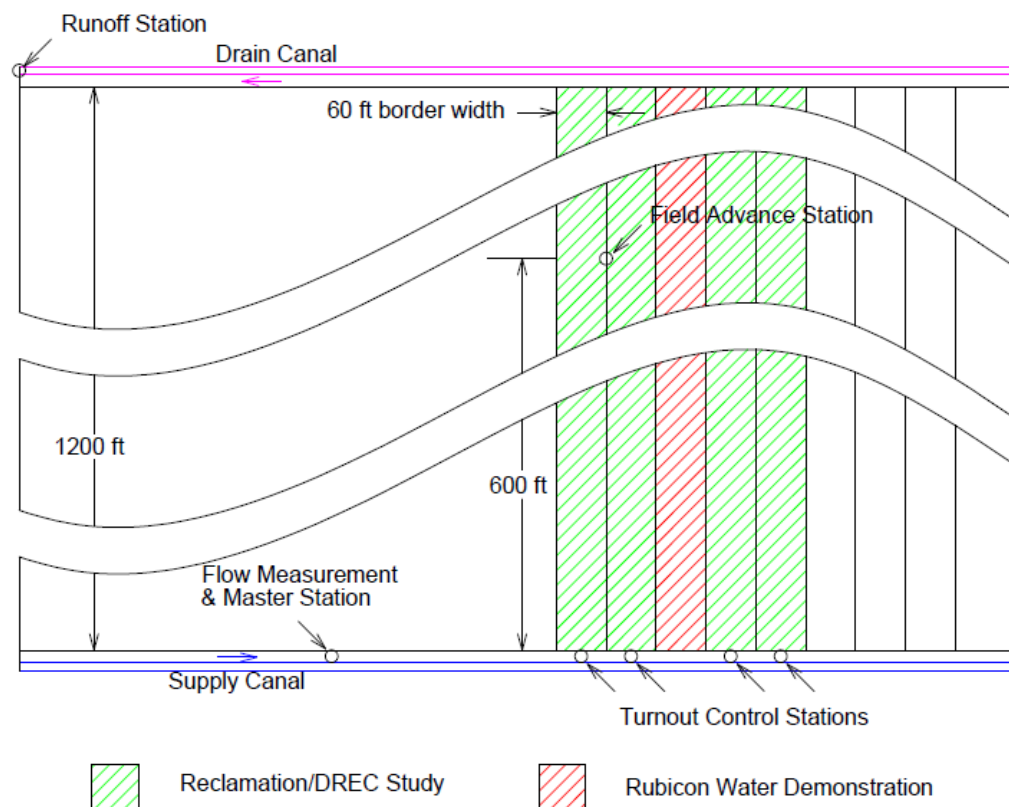 Runoff Station
Drain Canal
60 ft border width
Field Advance Station
1200 ft
600 ft
Flow Measurement
& Master Station
Supply Canal
Turnout Control Stations
Reclamation/DREC Study
Rubicon Water Demonstration